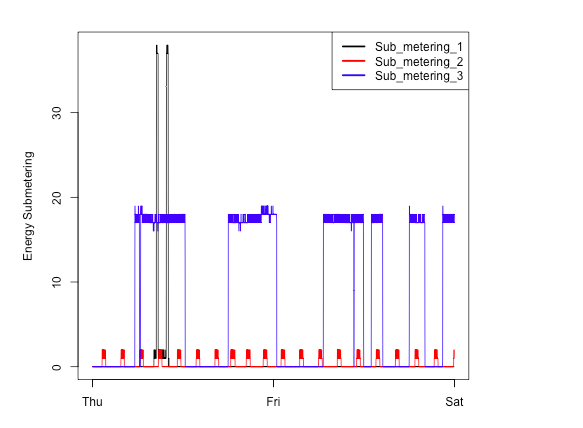 Sub_metering_1
Sub_metering_2
Sub_metering_3
Energy Submetering
30
20
10
0
Thu Fri Sat